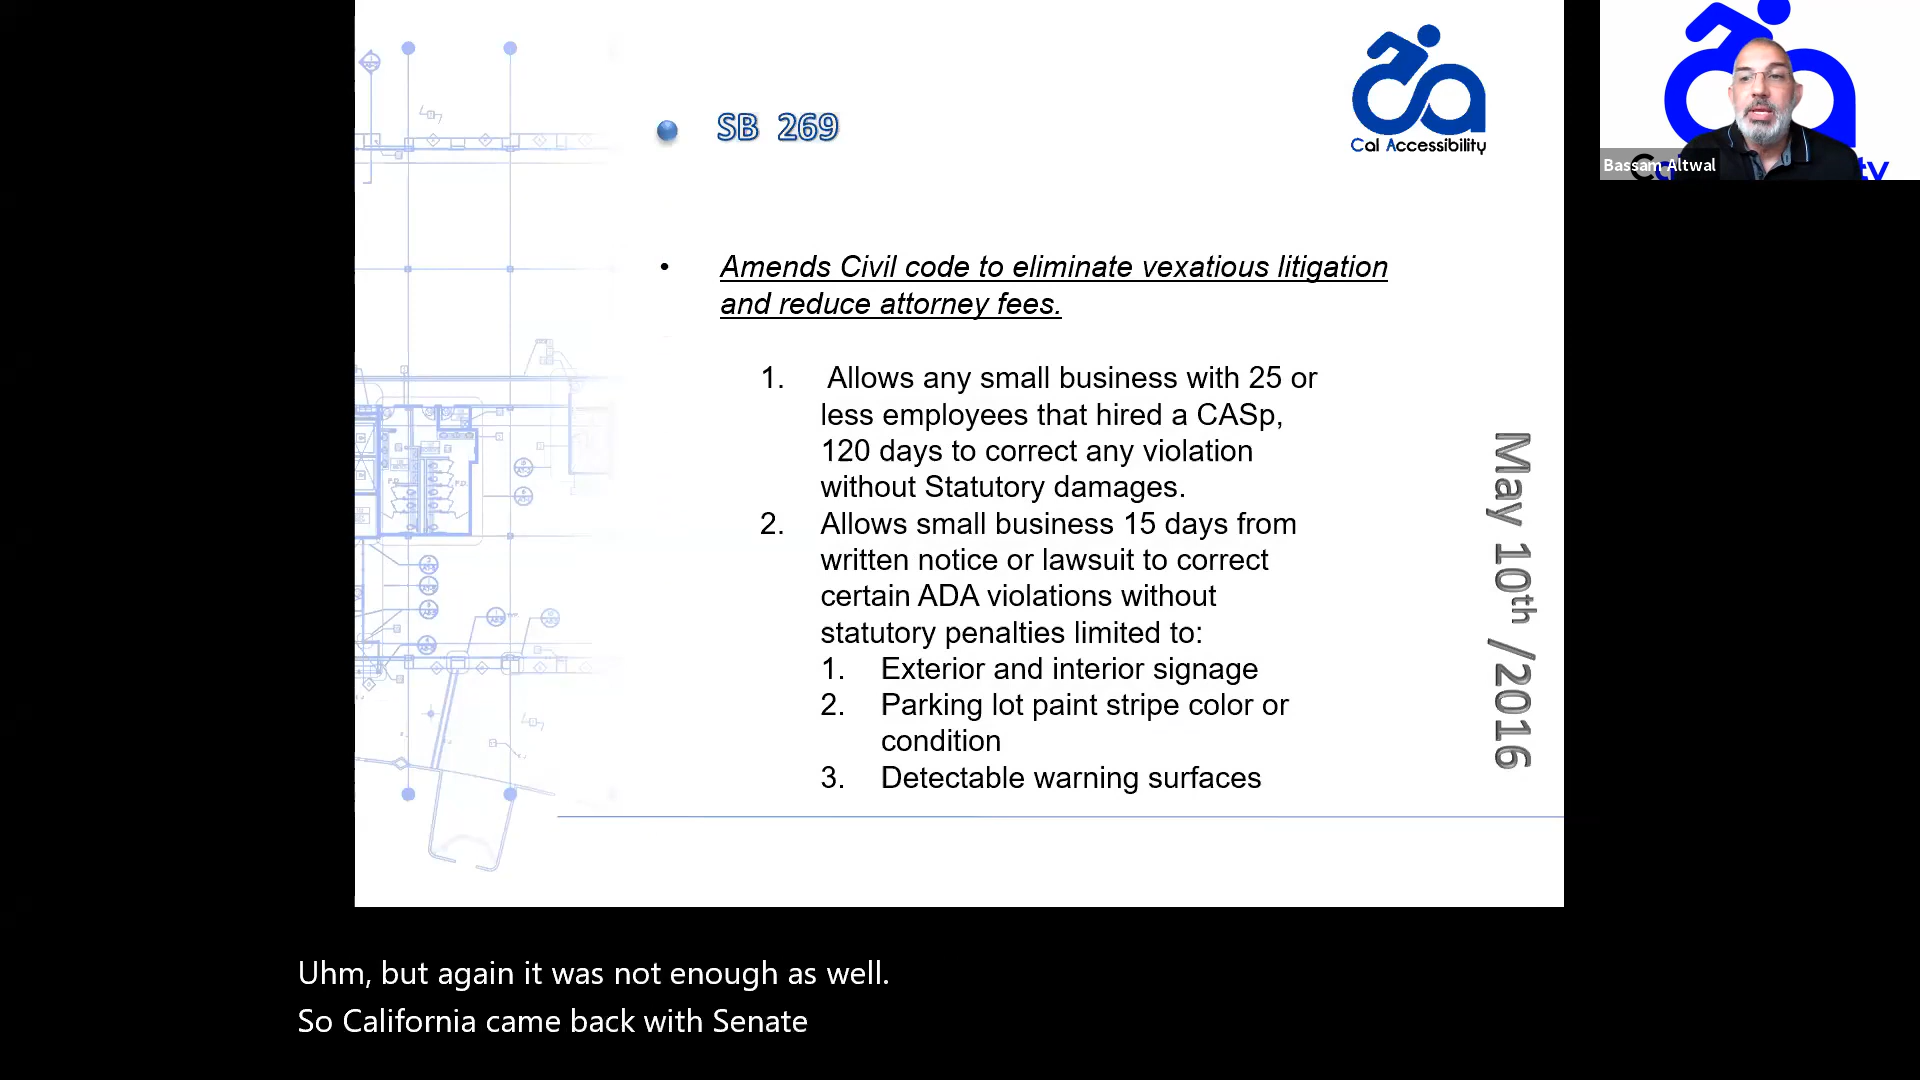 SB 269
Cal Accessibility
Bassam Altwal
• Amends Civil code to eliminate vexatious litigation
and reduce attorney fees.
1. Allows any small business with 25 or
less employees that hired a CASp,
120 days to correct any violation
without Statutory damages.
2. Allows small business 15 days from
written notice or lawsuit to correct
certain ADA violations without
statutory penalties limited to:
1. Exterior and interior signage
2. Parking lot paint stripe color or
condition
3. Detectable warning surfaces
May 10th /2016
Uhm, but again it was not enough as well.
So California came back with Senate